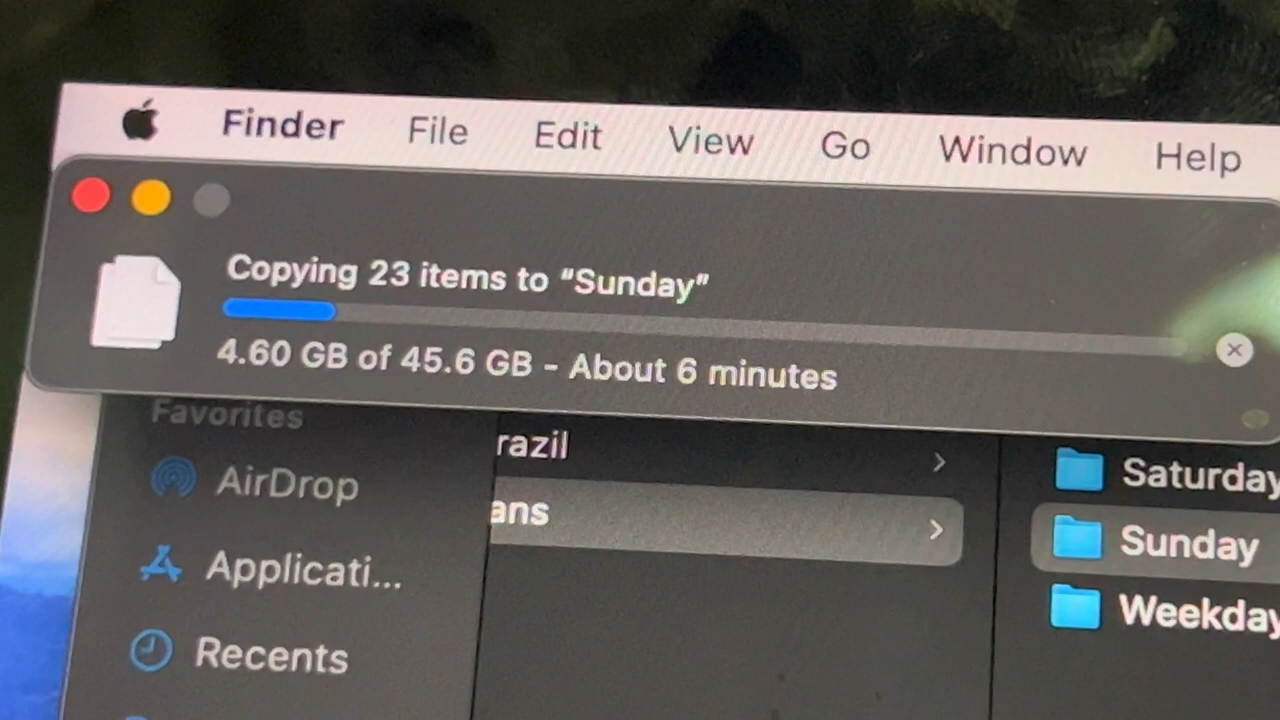 Finder File Edit View Go Window Help
Copying 23 items to “Sunday”
4.60 GB of 45.6 GB – About 6 minutes
Favorites
AirDrop
Applicati...
Recents
razil
ans
Saturday
Sunday
Weekday